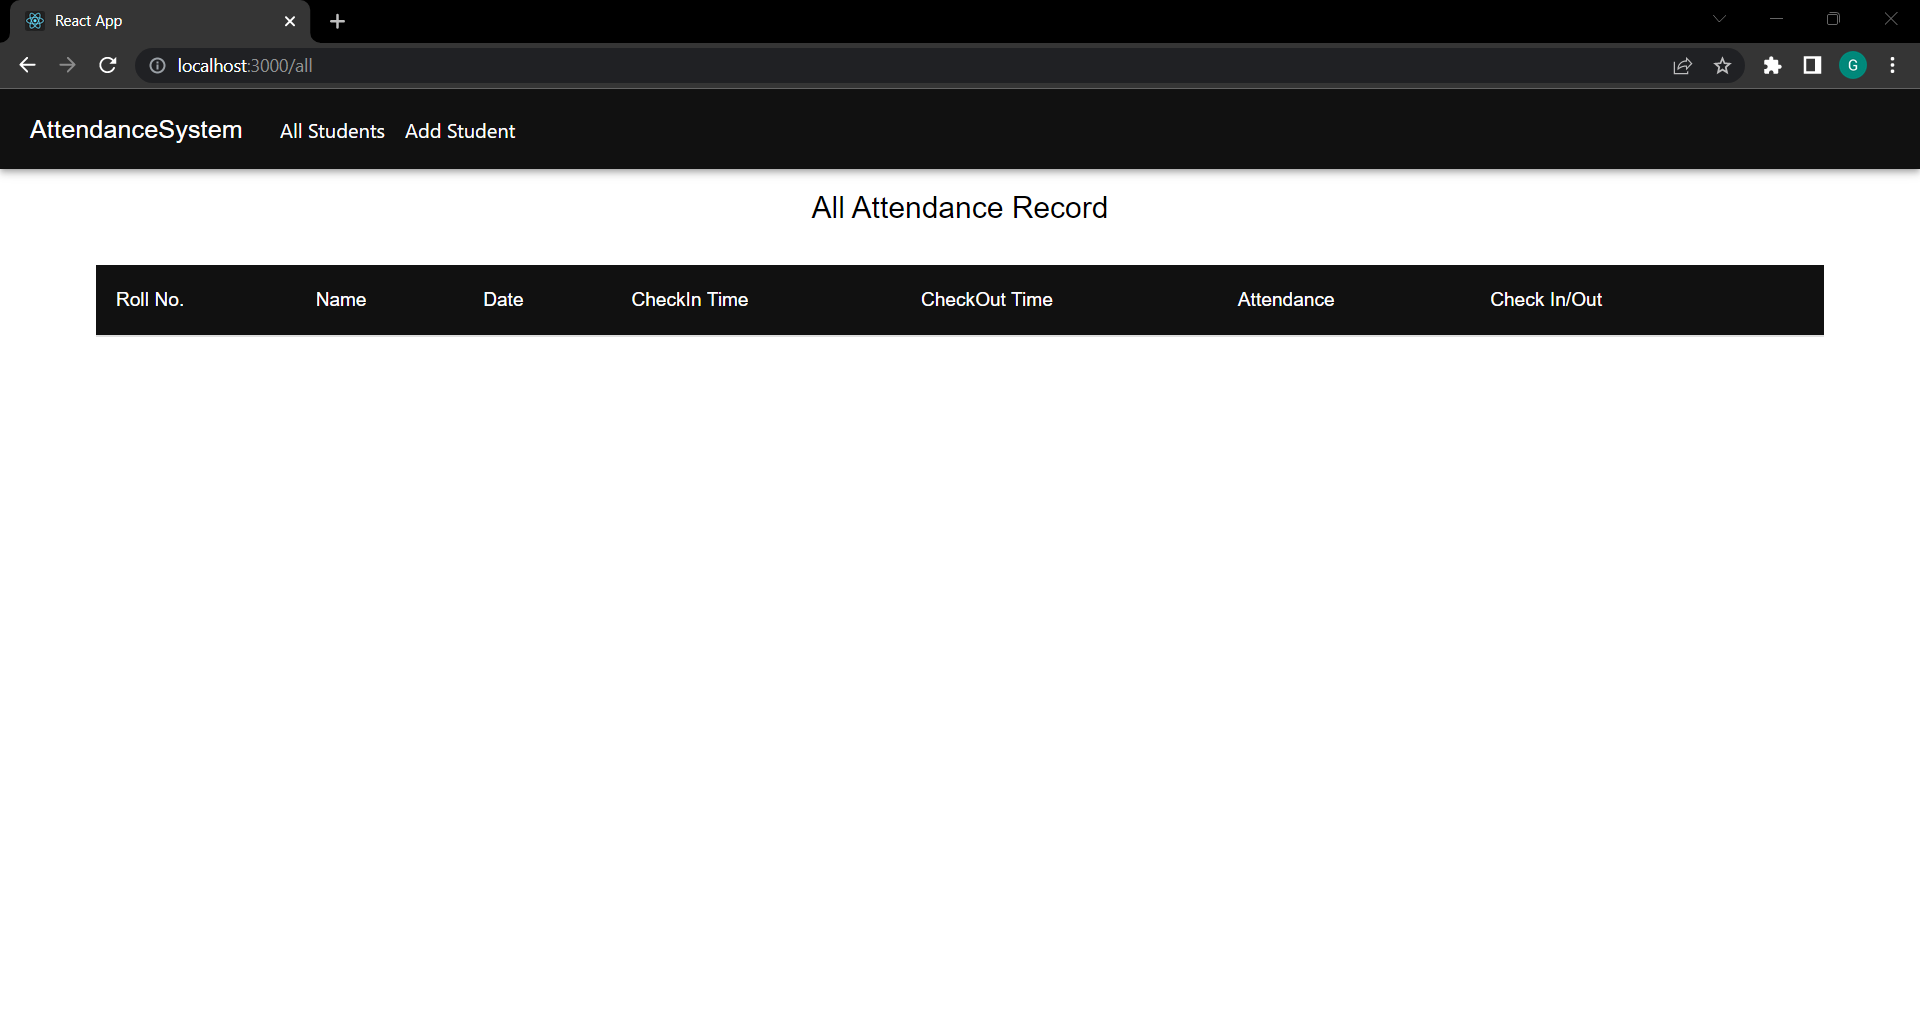 React App
localhost:3000/all
G
AttendanceSystem All Students Add Student
All Attendance Record
Roll No. Name Date CheckIn Time CheckOut Time Attendance Check In/Out